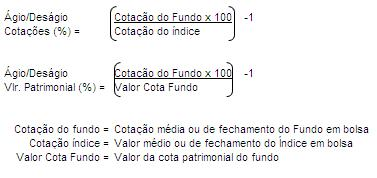 Ágio/Deságio Cotação do Fundo x 100 -1
Cotações (%) = Cotação do índice
Ágio/Deságio Cotação do Fundo x 100 -1
Vlr. Patrimonial (%) = Valor Cota Fundo
Cotação do fundo = Cotação média ou de fechamento do Fundo em bolsa
Cotação índice = Valor médio ou de fechamento do Índice em bolsa
Valor Cota Fundo = Valor da cota patrimonial do fundo